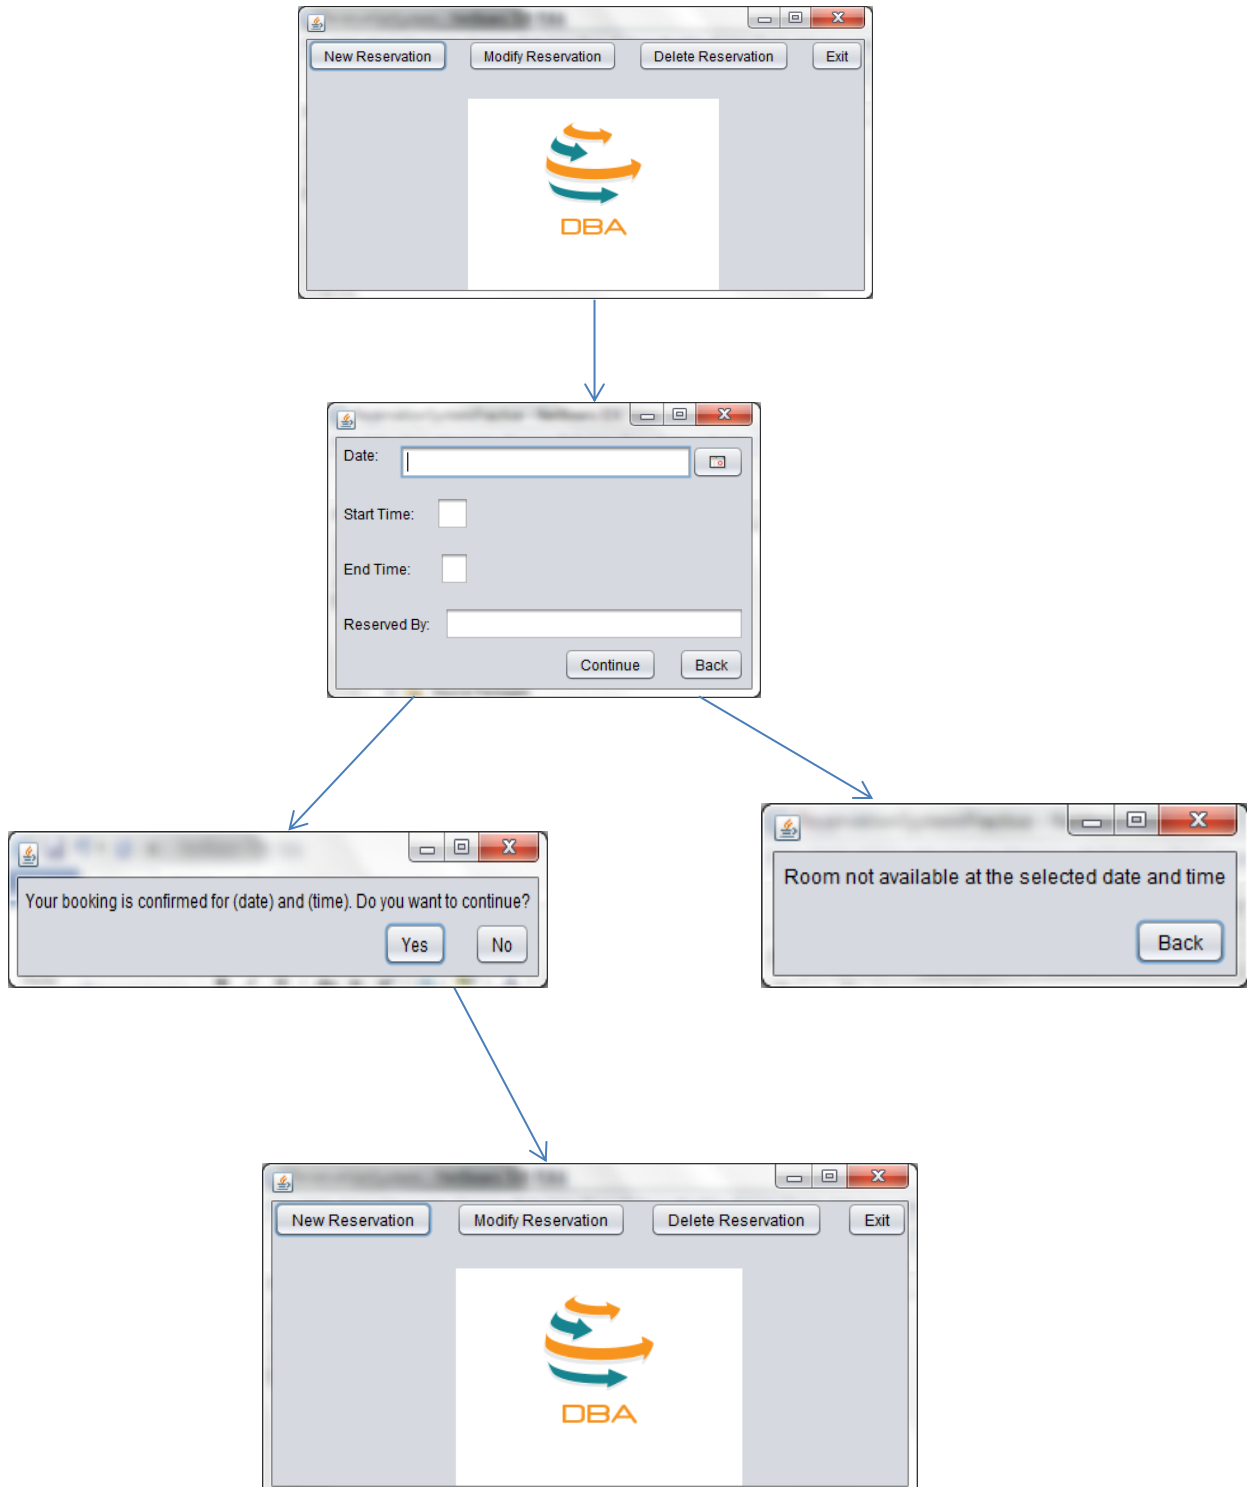 New Reservation Modify Reservation Delete Reservation Exit
DBA
Date:
Start Time:
End Time:
Reserved By:
Continue Back
Your booking is confirmed for (date) and (time). Do you want to continue?
Yes No
Room not available at the selected date and time
Back
New Reservation Modify Reservation Delete Reservation Exit
DBA